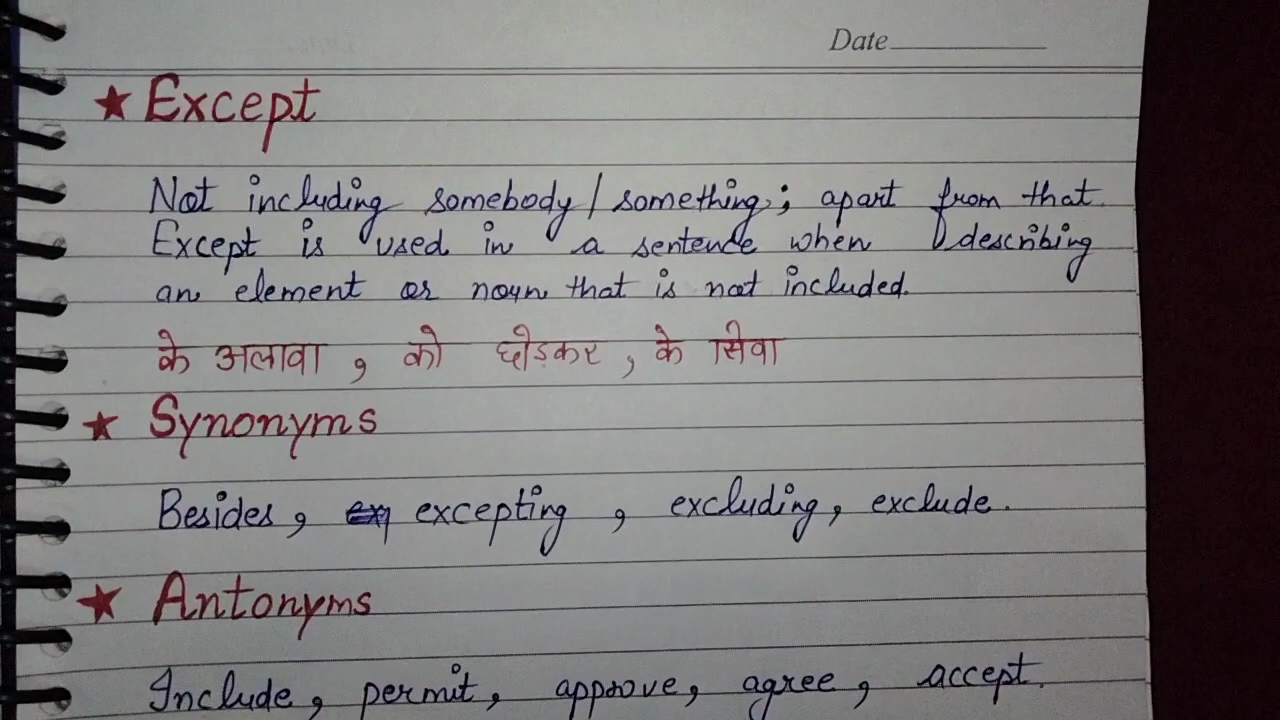 Date
★ Except
Not including somebody / something; apart from that.
Except is used in a sentence when describing
an element or noun that is not included.
के अलावा , को छोड़कर , के सिवा
★ Synonyms
Besides, excepting , excluding, exclude.
★ Antonyms
Include, permit, approve, agree, accept.